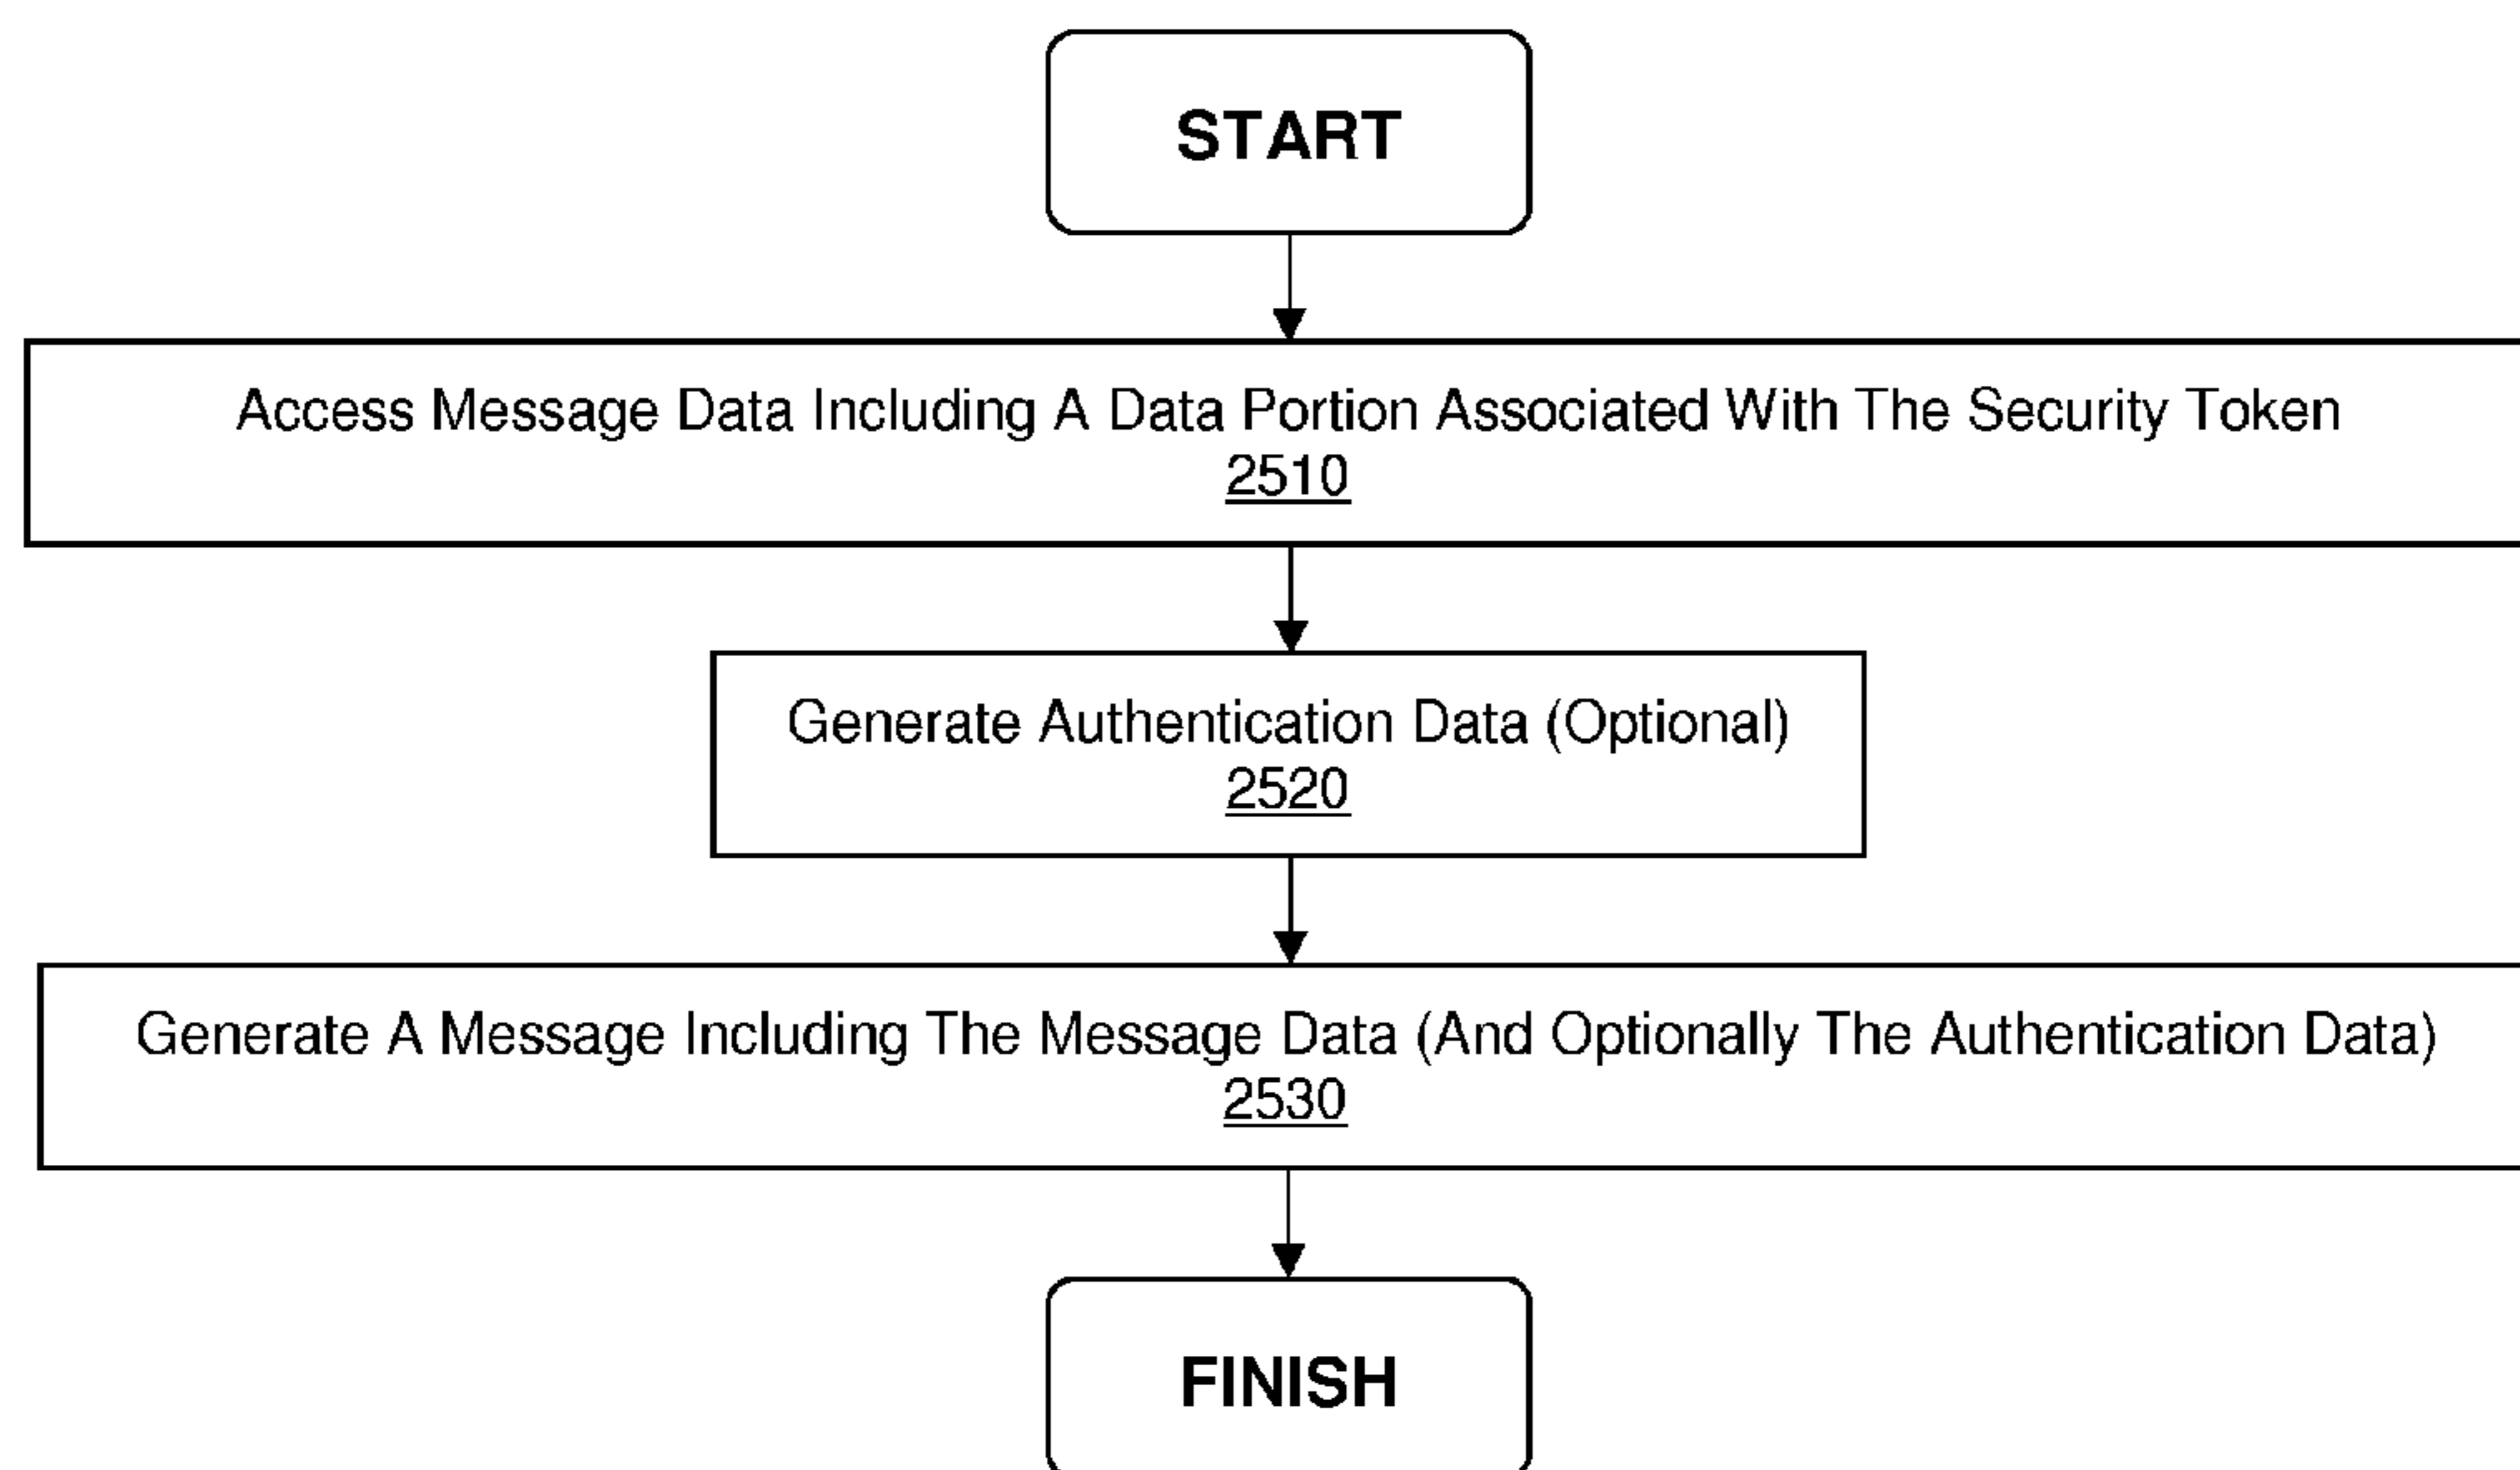 START
Access Message Data Including A Data Portion Associated With The Security Token
2510
Generate Authentication Data (Optional)
2520
Generate A Message Including The Message Data (And Optionally The Authentication Data)
2530
FINISH